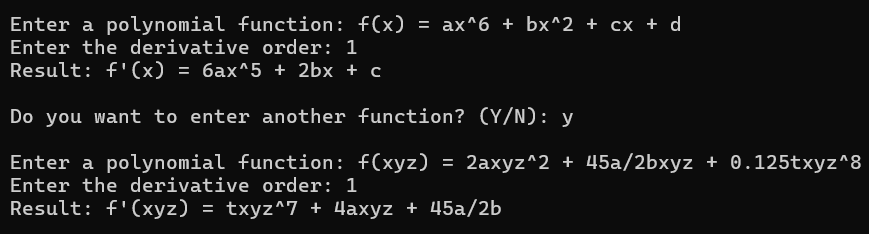 Enter a polynomial function: f(x) = ax^6 + bx^2 + cx + d
Enter the derivative order: 1
Result: f'(x) = 6ax^5 + 2bx + c
Do you want to enter another function? (Y/N): y
Enter a polynomial function: f(xyz) = 2axyz^2 + 45a/2bxyz + 0.125txyz^8
Enter the derivative order: 1
Result: f'(xyz) = txyz^7 + 4axyz + 45a/2b